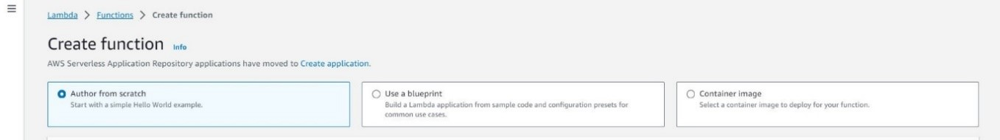 Lambda > Functions > Create function
Create function Info
AWS Serverless Application Repository applications have moved to Create application.
Author from scratch
Start with a simple Hello World example.
Use a blueprint
Build a Lambda application from sample code and configuration presets for
common use cases.
Container image
Select a container image to deploy for your function.